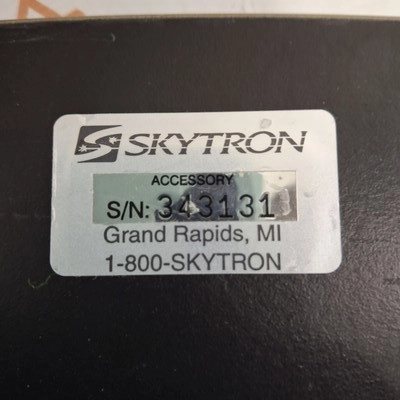 SKYTRON
ACCESSORY
S/N: 343131
Grand Rapids, MI
1-800-SKYTRON